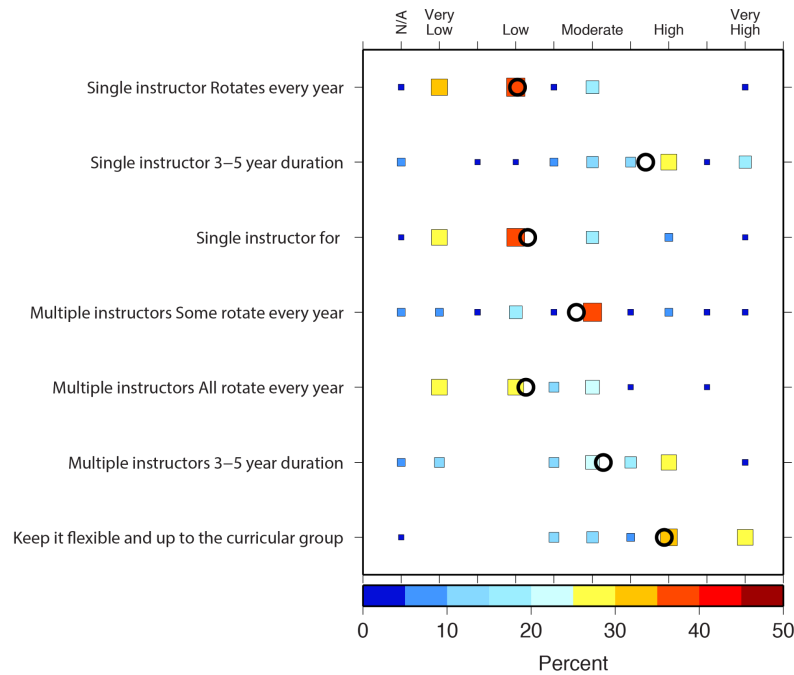 N/A
Very
Low
Low
Moderate
High
Very
High
Single instructor Rotates every year
Single instructor 3−5 year duration
Single instructor for
Multiple instructors Some rotate every year
Multiple instructors All rotate every year
Multiple instructors 3−5 year duration
Keep it flexible and up to the curricular group
0 10 20 30 40 50
Percent